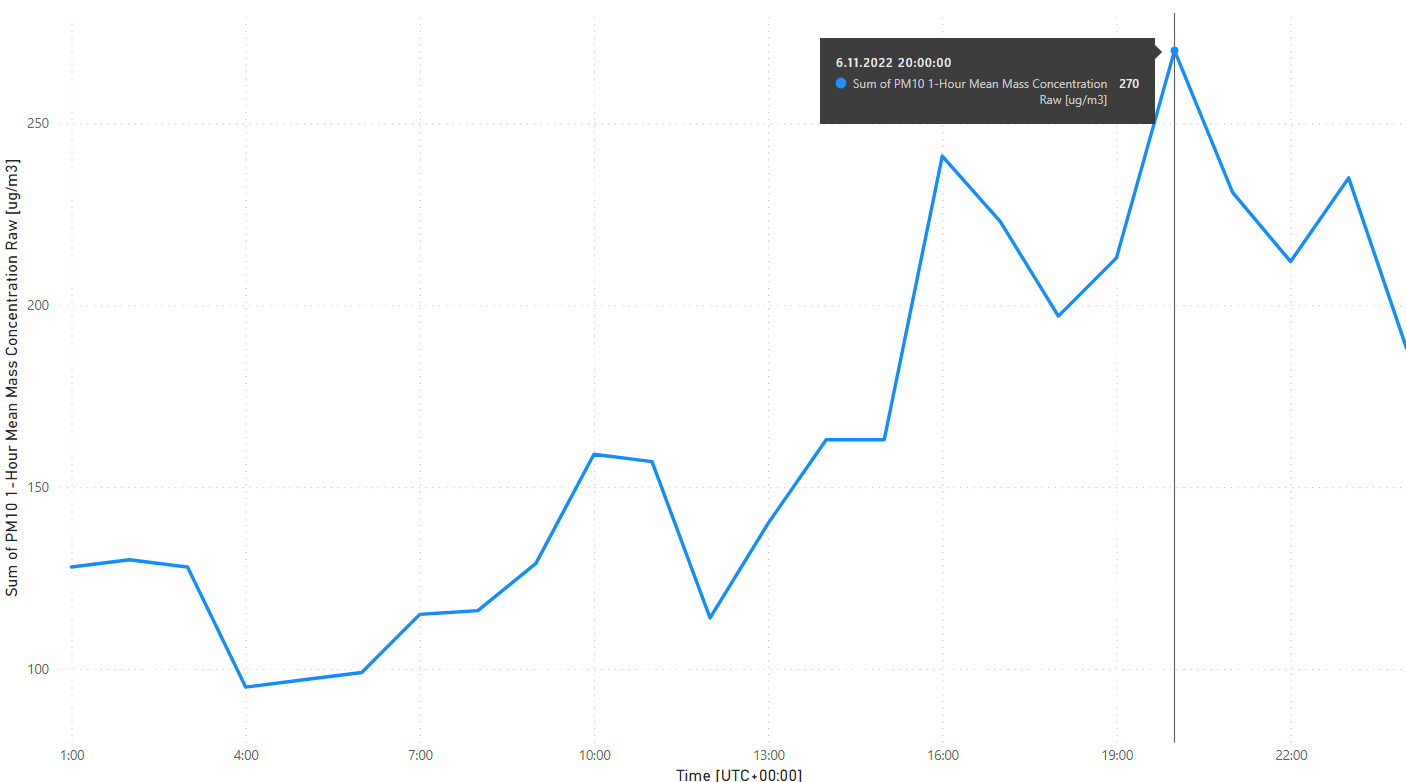 6.11.2022 20:00:00
Sum of PM10 1-Hour Mean Mass Concentration 270
Raw [ug/m3]
250
200
150
100
Sum of PM10 1-Hour Mean Mass Concentration Raw [ug/m3]
1:00 4:00 7:00 10:00 13:00 16:00 19:00 22:00
Time [UTC+00:00]